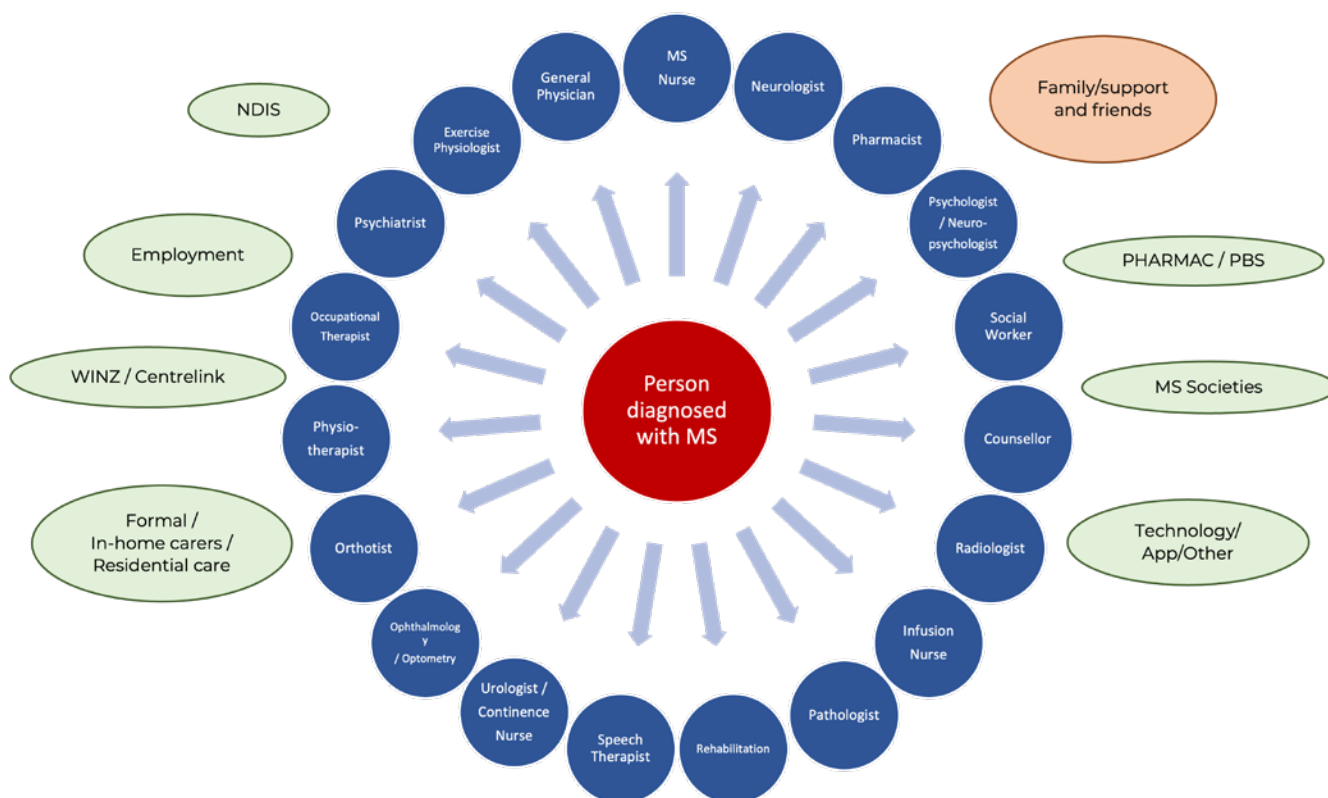 MS
Nurse
Neurologist
Pharmacist
Psychologist
/ Neuro-
psychologist
Social
Worker
Counsellor
Radiologist
Infusion
Nurse
Pathologist
Rehabilitation
Speech
Therapist
Urologist /
Continence
Nurse
Ophthalmolog
y
/ Optometry
Orthotist
Physio-
therapist
Occupational
Therapist
Psychiatrist
Exercise
Physiologist
General
Physician
Person
diagnosed
with MS
NDIS
Employment
WINZ / Centrelink
Formal /
In-home carers /
Residential care
Family/support
and friends
PHARMAC / PBS
MS Societies
Technology/
App/Other